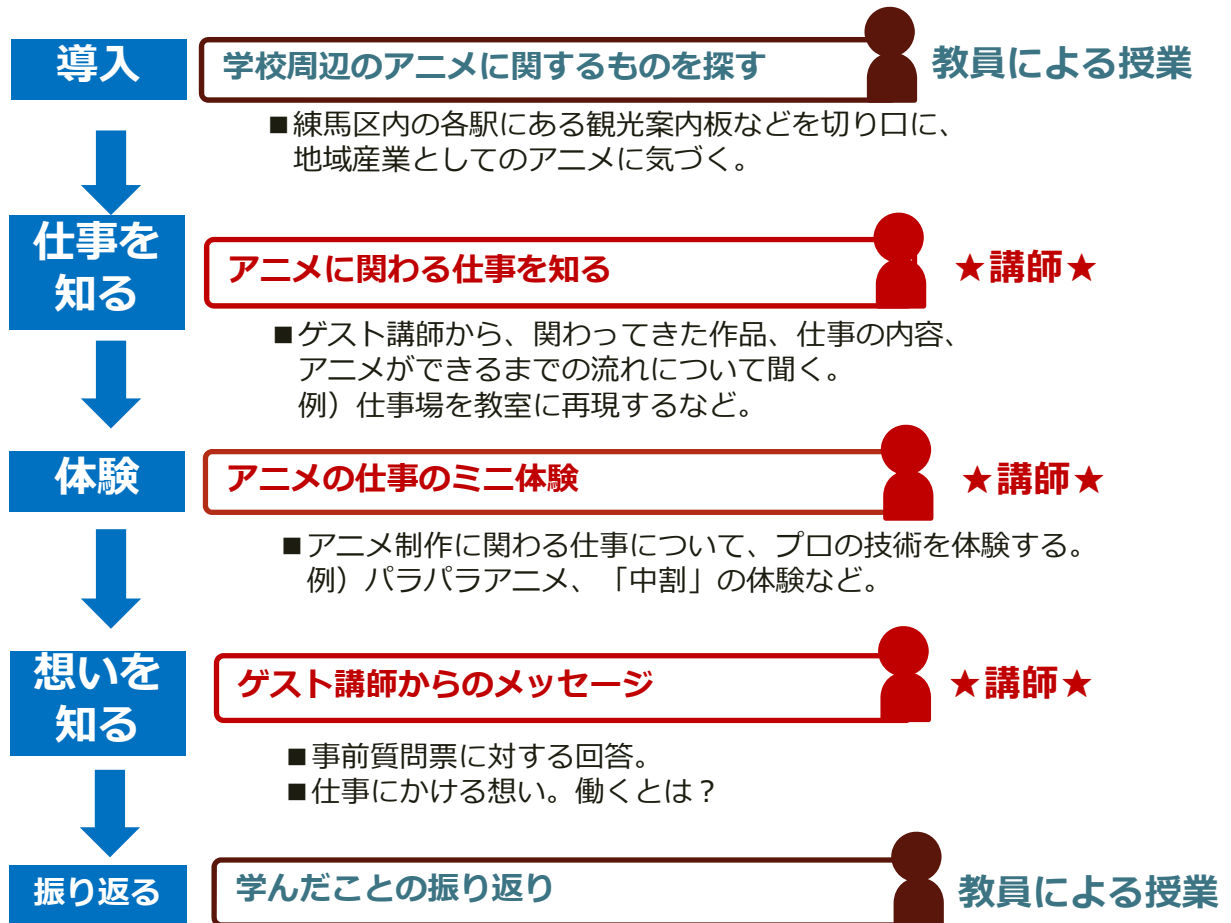 導入
学校周辺のアニメに関するものを探す
教員による授業
■練馬区内の各駅にある観光案内板などを切り口に、
地域産業としてのアニメに気づく。
仕事を
知る
アニメに関わる仕事を知る
★講師★
■ゲスト講師から、関わってきた作品、仕事の内容、
アニメができるまでの流れについて聞く。
例）仕事場を教室に再現するなど。
体験
アニメの仕事のミニ体験
★講師★
■アニメ制作に関わる仕事について、プロの技術を体験する。
例）パラパラアニメ、「中割」の体験など。
想いを
知る
ゲスト講師からのメッセージ
★講師★
■事前質問票に対する回答。
■仕事にかける想い。働くとは？
振り返る
学んだことの振り返り
教員による授業